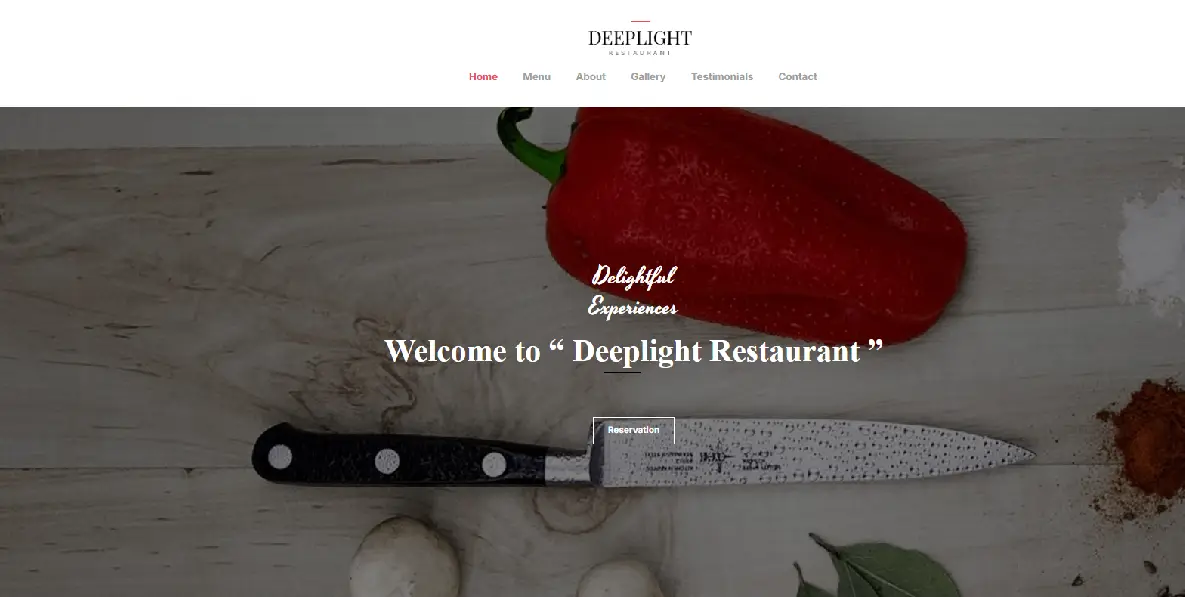 DEEPLIGHT
RESTAURANT
Home Menu About Gallery Testimonials Contact
Delightful
Experiences
Welcome to “ Deeplight Restaurant ”
Reservation